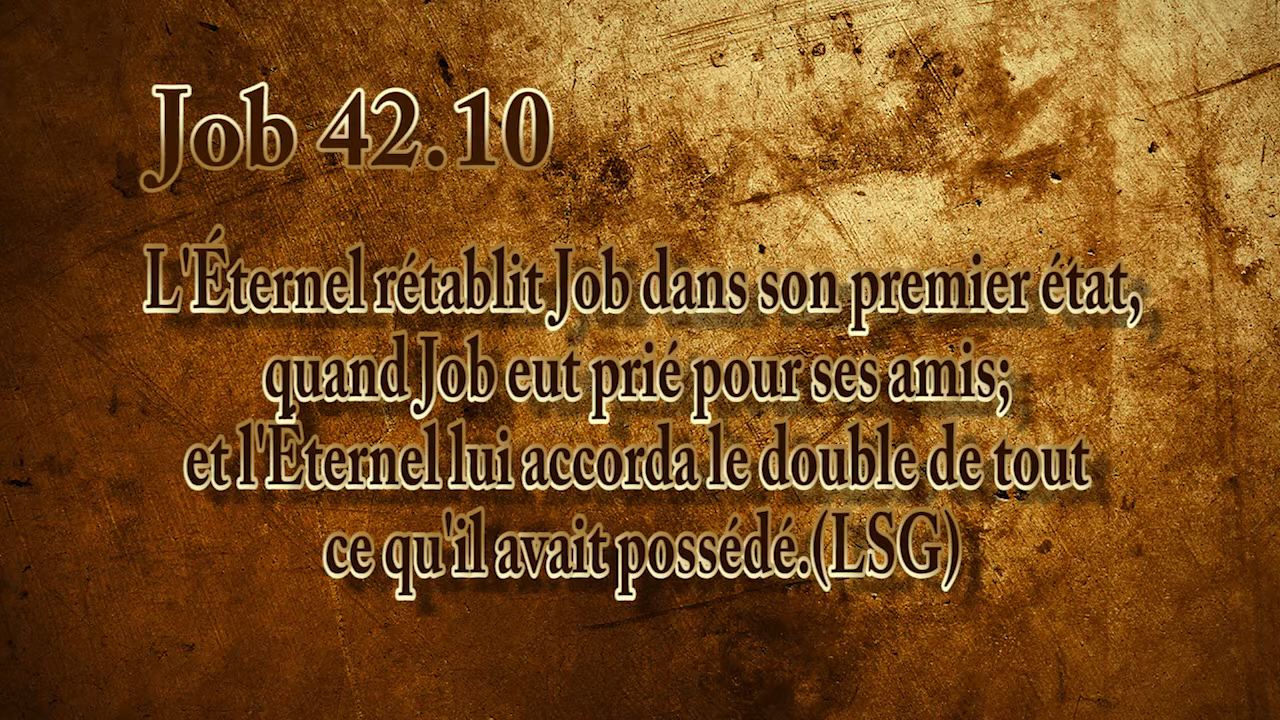 Job 42.10
L'Éternel rétablit Job dans son premier état,
quand Job eut prié pour ses amis;
et l'Eternel lui accorda le double de tout
ce qu'il avait possédé.(LSG)